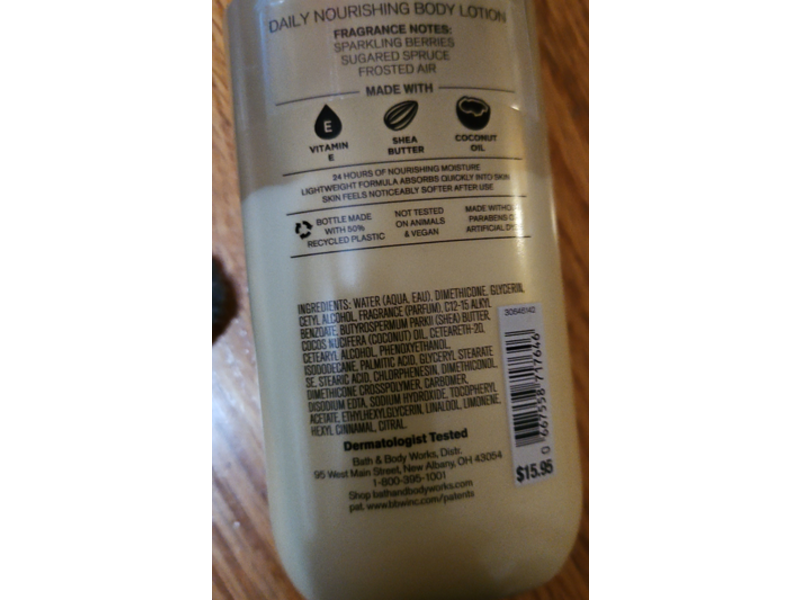 DAILY NOURISHING BODY LOTION
FRAGRANCE NOTES:
SPARKLING BERRIES
SUGARED SPRUCE
FROSTED AIR
MADE WITH
E
VITAMIN
E
SHEA
BUTTER
COCONUT
OIL
24 HOURS OF NOURISHING MOISTURE
LIGHTWEIGHT FORMULA ABSORBS QUICKLY INTO SKIN
SKIN FEELS NOTICEABLY SOFTER AFTER USE
BOTTLE MADE
WITH 50%
RECYCLED PLASTIC
NOT TESTED
ON ANIMALS
& VEGAN
MADE
PARABENS
ARTIFICIAL
INGREDIENTS: WATER (AQUA, EAU), DIMETHICONE, GLYCERIN,
CETYL ALCOHOL, FRAGRANCE (PARFUM), C12-15 ALKYL
BENZOATE, BUTYROSPERMUM PARKII (SHEA) BUTTER,
COCOS NUCIFERA (COCONUT) OIL, CETEARETH-20,
CETEARYL ALCOHOL, PHENOXYETHANOL,
ISODODECANE, PALMITIC ACID, GLYCERYL STEARATE
SE, STEARIC ACID, CHLORPHENESIN, DIMETHICONOL,
DIMETHICONE CROSSPOLYMER, CARBOMER,
DISODIUM EDTA, SODIUM HYDROXIDE, TOCOPHERYL
ACETATE, ETHYLHEXYLGLYCERIN, LINALOOL, LIMONENE,
HEXYL CINNAMAL, CITRAL.
Dermatologist Tested
Bath & Body Works, Distr.
95 West Main Street, New Albany, OH 43054
1-800-395-1001
Shop bathandbodyworks.com
pat. www.bbwinc.com/patents
0 667558 717646
$15.95